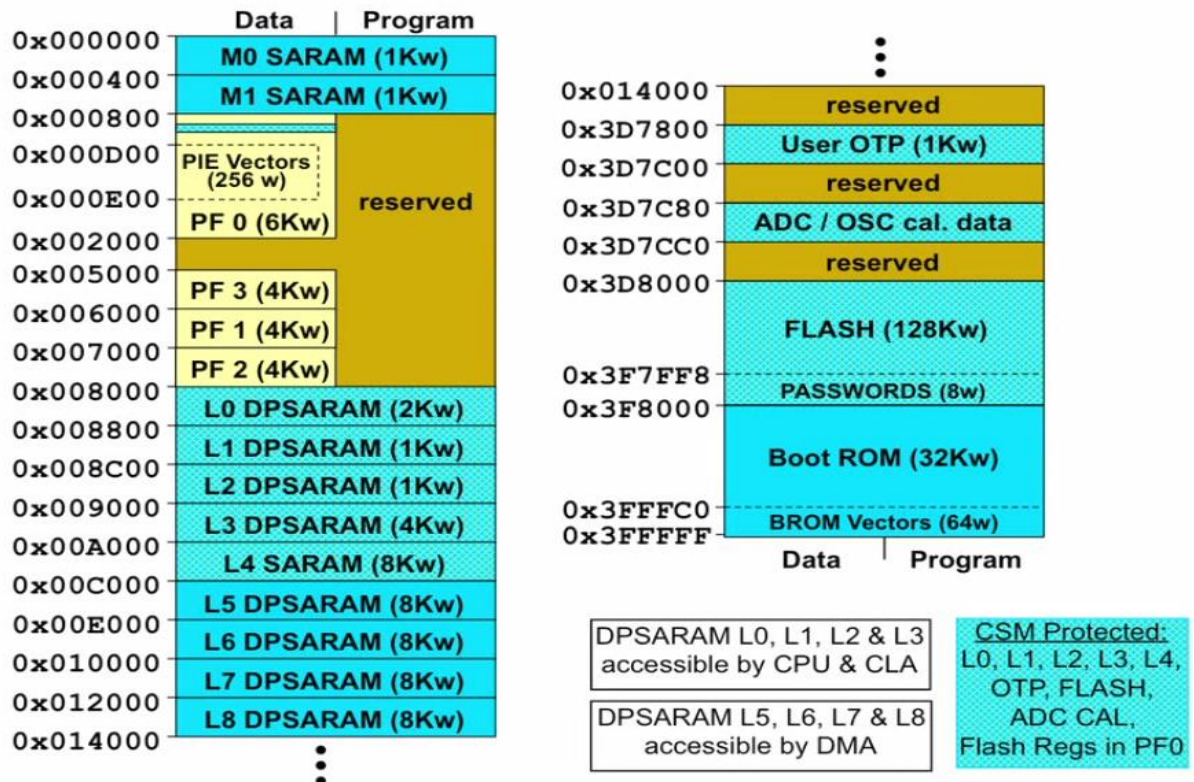 Data | Program
0x000000
M0 SARAM (1Kw)
0x000400
M1 SARAM (1Kw)
0x000800
0x000D00
PIE Vectors
(256 w)
0x000E00
reserved
PF 0 (6Kw)
0x002000
0x005000
PF 3 (4Kw)
0x006000
PF 1 (4Kw)
0x007000
PF 2 (4Kw)
0x008000
L0 DPSARAM (2Kw)
0x008800
L1 DPSARAM (1Kw)
0x008C00
L2 DPSARAM (1Kw)
0x009000
L3 DPSARAM (4Kw)
0x00A000
L4 SARAM (8Kw)
0x00C000
L5 DPSARAM (8Kw)
0x00E000
L6 DPSARAM (8Kw)
0x010000
L7 DPSARAM (8Kw)
0x012000
L8 DPSARAM (8Kw)
0x014000
0x014000
reserved
0x3D7800
User OTP (1Kw)
0x3D7C00
reserved
0x3D7C80
ADC / OSC cal. data
0x3D7CC0
reserved
0x3D8000
FLASH (128Kw)
0x3F7FF8
PASSWORDS (8w)
0x3F8000
Boot ROM (32Kw)
0x3FFFC0
BROM Vectors (64w)
0x3FFFFF
Data | Program
DPSARAM L0, L1, L2 & L3
accessible by CPU & CLA
DPSARAM L5, L6, L7 & L8
accessible by DMA
CSM Protected:
L0, L1, L2, L3, L4,
OTP, FLASH,
ADC CAL,
Flash Regs in PF0